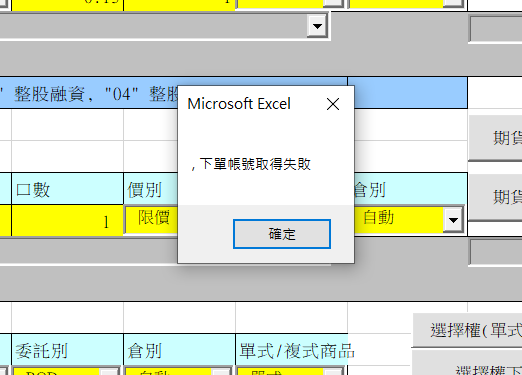 " 整股融資, "04" 整股
Microsoft Excel
, 下單帳號取得失敗
確定
期貨
口數
價別
倉別
期貨
1
限價
自動
選擇權(單式
委託別
倉別
單式/複式商品
選擇權下
ROD
自動
單式